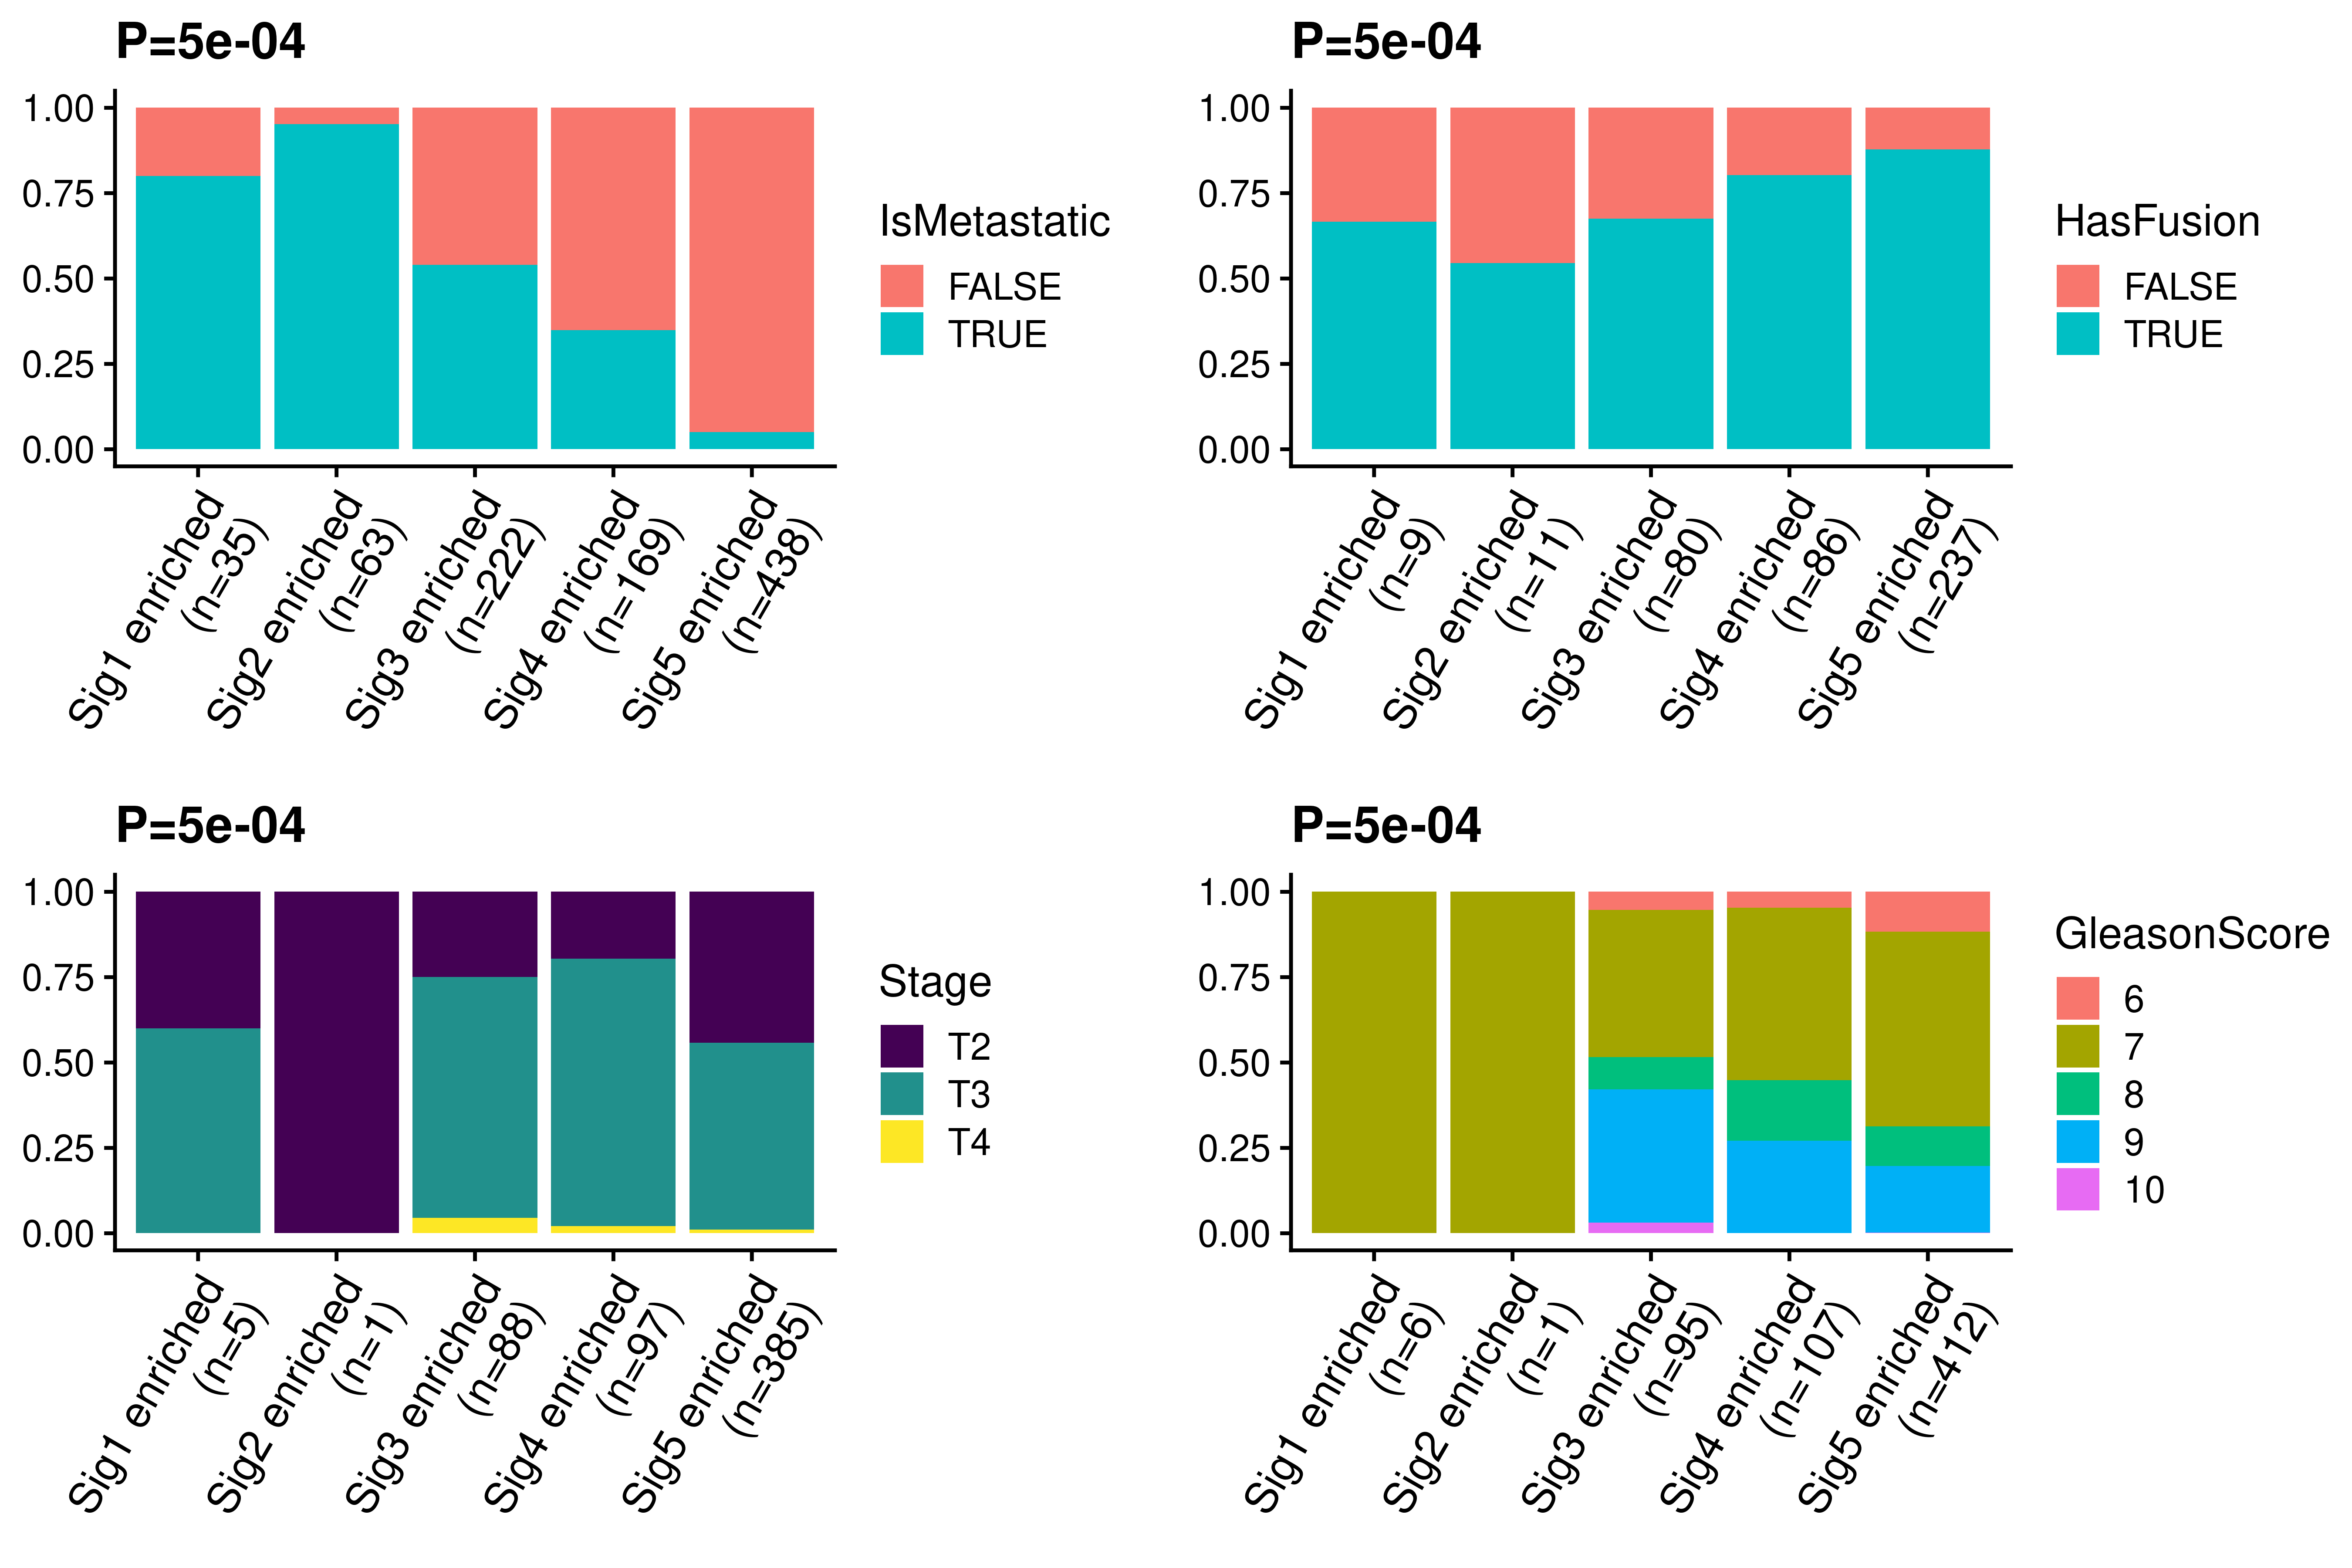 P=5e-04
1.00
0.75
0.50
0.25
0.00
Sig1 enriched
(n=35)
Sig2 enriched
(n=63)
Sig3 enriched
(n=222)
Sig4 enriched
(n=169)
Sig5 enriched
(n=438)
IsMetastatic
FALSE
TRUE
P=5e-04
1.00
0.75
0.50
0.25
0.00
Sig1 enriched
(n=9)
Sig2 enriched
(n=11)
Sig3 enriched
(n=80)
Sig4 enriched
(n=86)
Sig5 enriched
(n=237)
HasFusion
FALSE
TRUE
P=5e-04
1.00
0.75
0.50
0.25
0.00
Sig1 enriched
(n=5)
Sig2 enriched
(n=1)
Sig3 enriched
(n=88)
Sig4 enriched
(n=97)
Sig5 enriched
(n=385)
Stage
T2
T3
T4
P=5e-04
1.00
0.75
0.50
0.25
0.00
Sig1 enriched
(n=6)
Sig2 enriched
(n=1)
Sig3 enriched
(n=95)
Sig4 enriched
(n=107)
Sig5 enriched
(n=412)
GleasonScore
6
7
8
9
10